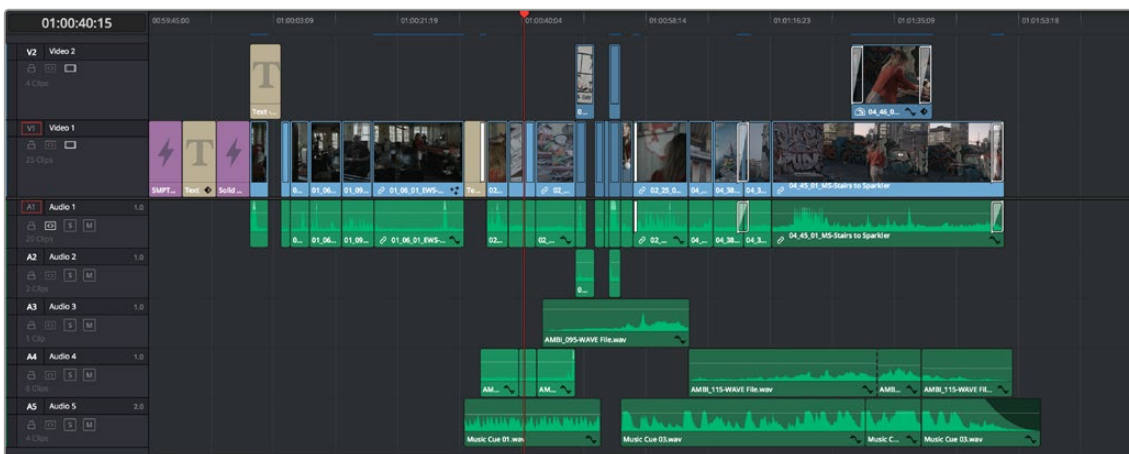 01:00:40:15
00:59:45:00 01:00:03:09 01:00:21:19 01:00:40:04 01:00:58:14 01:01:16:23 01:01:35:09 01:01:53:18
V2 Video 2
4 Clips
Text -...
0...
04_46_0...
V1 Video 1
25 Clips
SMPT... Text Solid ... 0... 01_06... 01_09... 01_06_01_EWS-... Te... 02... 02_... 02_25_0... 04_... 04_38... 04_3... 04_45_01_MS-Stairs to Sparkler
A1 Audio 1 1.0
S M
20 Clips
0... 01_06... 01_09... 01_06_01_EWS-... 02... 02_... 02_... 04_... 04_38... 04_3... 04_45_01_MS-Stairs to Sparkler
A2 Audio 2 1.0
S M
2 Clips
0...
A3 Audio 3 1.0
S M
1 Clip
AMBI_095-WAVE File.wav
A4 Audio 4 1.0
S M
6 Clips
AM... AM... AMBI_115-WAVE File.wav AMBI... AMBI_115-WAVE Fil...
A5 Audio 5 2.0
S M
4 Clips
Music Cue 01.wav Music Cue 03.wav Music C... Music Cue 03.wav